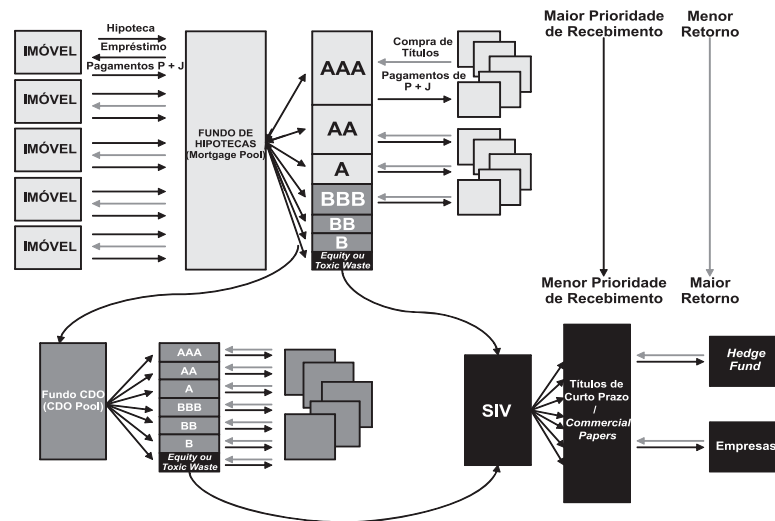 Hipoteca
Empréstimo
Pagamentos P + J
IMÓVEL
IMÓVEL
IMÓVEL
IMÓVEL
IMÓVEL
FUNDO DE
HIPOTECAS
(Mortgage Pool)
AAA
AA
A
BBB
BB
B
Equity ou
Toxic Waste
Compra de
Títulos
Pagamentos de
P + J
Maior Prioridade
de Recebimento
Menor
Retorno
Menor Prioridade
de Recebimento
Maior
Retorno
Fundo CDO
(CDO Pool)
AAA
AA
A
BBB
BB
B
Equity ou
Toxic Waste
SIV
Títulos de
Curto Prazo
/
Commercial
Papers
Hedge
Fund
Empresas